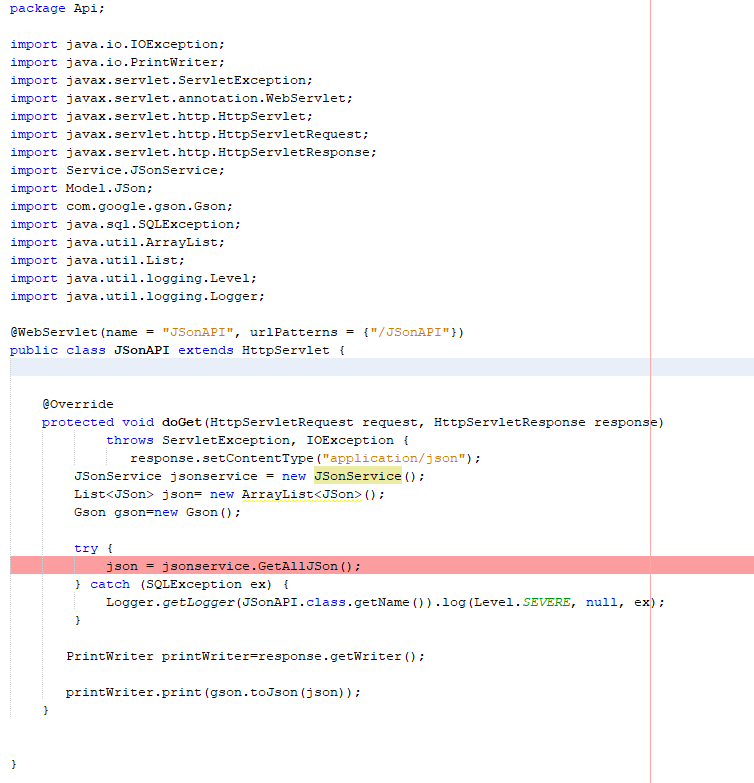 package Api;
import java.io.IOException;
import java.io.PrintWriter;
import javax.servlet.ServletException;
import javax.servlet.annotation.WebServlet;
import javax.servlet.http.HttpServlet;
import javax.servlet.http.HttpServletRequest;
import javax.servlet.http.HttpServletResponse;
import Service.JSonService;
import Model.JSon;
import com.google.gson.Gson;
import java.sql.SQLException;
import java.util.ArrayList;
import java.util.List;
import java.util.logging.Level;
import java.util.logging.Logger;
@WebServlet(name = "JSonAPI", urlPatterns = {"/JSonAPI"})
public class JSonAPI extends HttpServlet {
@Override
protected void doGet(HttpServletRequest request, HttpServletResponse response)
throws ServletException, IOException {
response.setContentType("application/json");
JSonService jsonservice = new JSonService();
List<JSon> json= new ArrayList<JSon>();
Gson gson=new Gson();
try {
json = jsonservice.GetAllJSon();
} catch (SQLException ex) {
Logger.getLogger(JSonAPI.class.getName()).log(Level.SEVERE, null, ex);
}
PrintWriter printWriter=response.getWriter();
printWriter.print(gson.toJson(json));
}
}